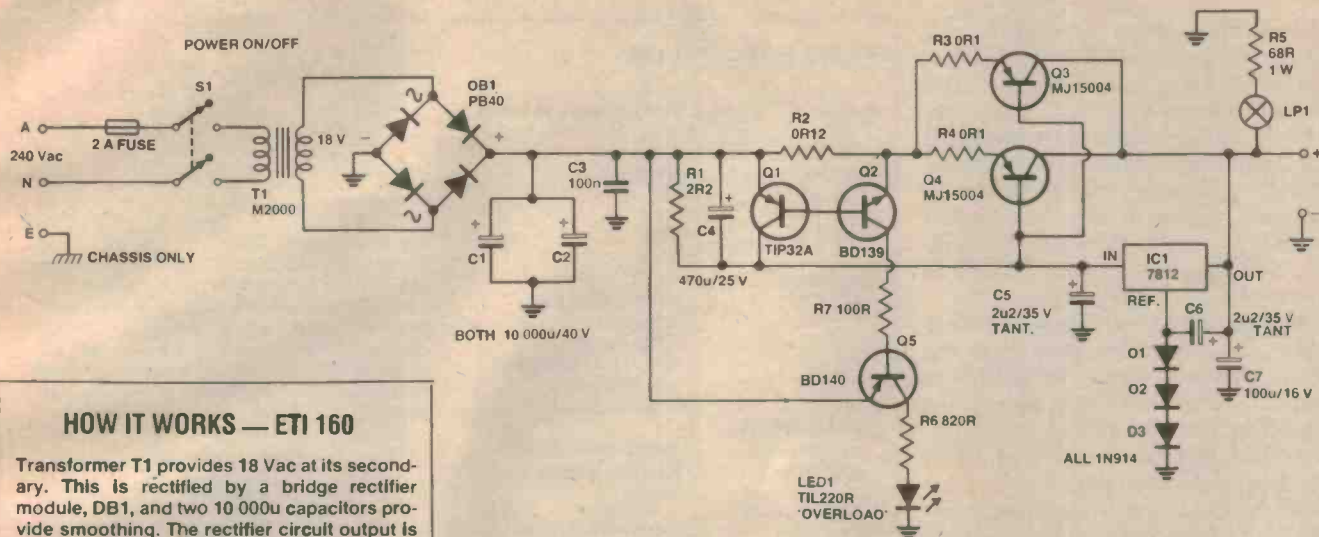 POWER ON/OFF
S1
A
2 A FUSE
240 Vac
N
T1
M2000
18 V
E
CHASSIS ONLY
OB1
PB40
-
+
C3
100n
+
C1
+
C2
BOTH 10 000u/40 V
R1
2R2
+
C4
470u/25 V
R2
0R12
Q1
TIP32A
Q2
BD139
R7 100R
Q5
BD140
R6 820R
LED1
TIL220R
'OVERLOAO'
R3 0R1
Q3
MJ15004
R4 0R1
Q4
MJ15004
R5
68R
1 W
LP1
+
-
IN
IC1
7812
OUT
REF.
C5
2u2/35 V
TANT.
+
C6
+
2u2/35 V
TANT
+
C7
100u/16 V
O1
O2
D3
ALL 1N914
HOW IT WORKS — ETI 160
Transformer T1 provides 18 Vac at its second-
ary. This is rectified by a bridge rectifier
module, DB1, and two 10 000u capacitors pro-
vide smoothing. The rectifier circuit output is